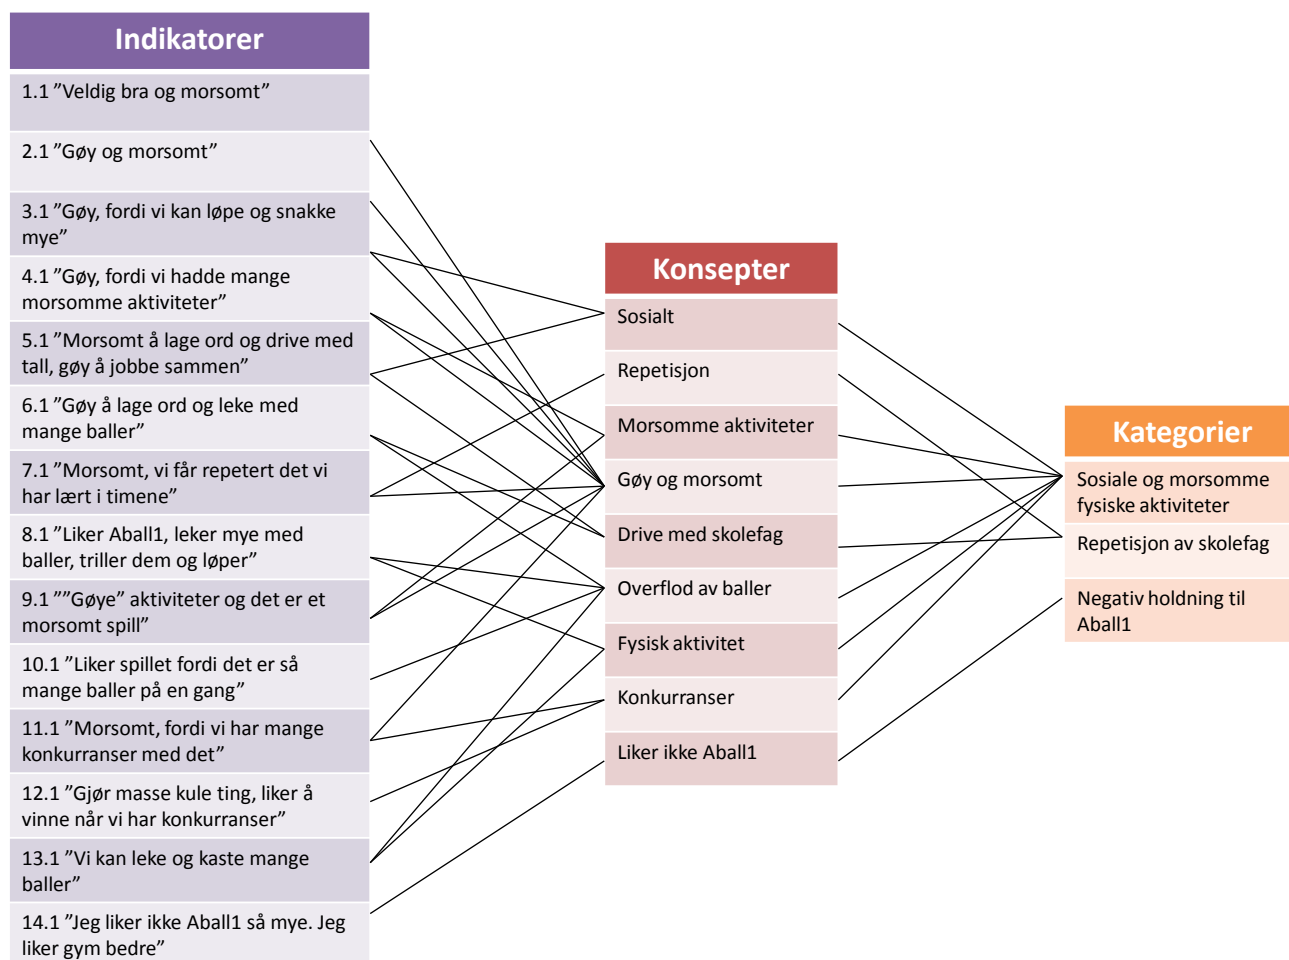 Indikatorer
1.1 ”Veldig bra og morsomt”
2.1 ”Gøy og morsomt”
3.1 ”Gøy, fordi vi kan løpe og snakke
mye”
4.1 ”Gøy, fordi vi hadde mange
morsomme aktiviteter”
5.1 ”Morsomt å lage ord og drive med
tall, gøy å jobbe sammen”
6.1 ”Gøy å lage ord og leke med
mange baller”
7.1 ”Morsomt, vi får repetert det vi
har lært i timene”
8.1 ”Liker Aball1, leker mye med
baller, triller dem og løper”
9.1 ””Gøye” aktiviteter og det er et
morsomt spill”
10.1 ”Liker spillet fordi det er så
mange baller på en gang”
11.1 ”Morsomt, fordi vi har mange
konkurranser med det”
12.1 ”Gjør masse kule ting, liker å
vinne når vi har konkurranser”
13.1 ”Vi kan leke og kaste mange
baller”
14.1 ”Jeg liker ikke Aball1 så mye. Jeg
liker gym bedre”
Konsepter
Sosialt
Repetisjon
Morsomme aktiviteter
Gøy og morsomt
Drive med skolefag
Overflod av baller
Fysisk aktivitet
Konkurranser
Liker ikke Aball1
Kategorier
Sosiale og morsomme
fysiske aktiviteter
Repetisjon av skolefag
Negativ holdning til
Aball1